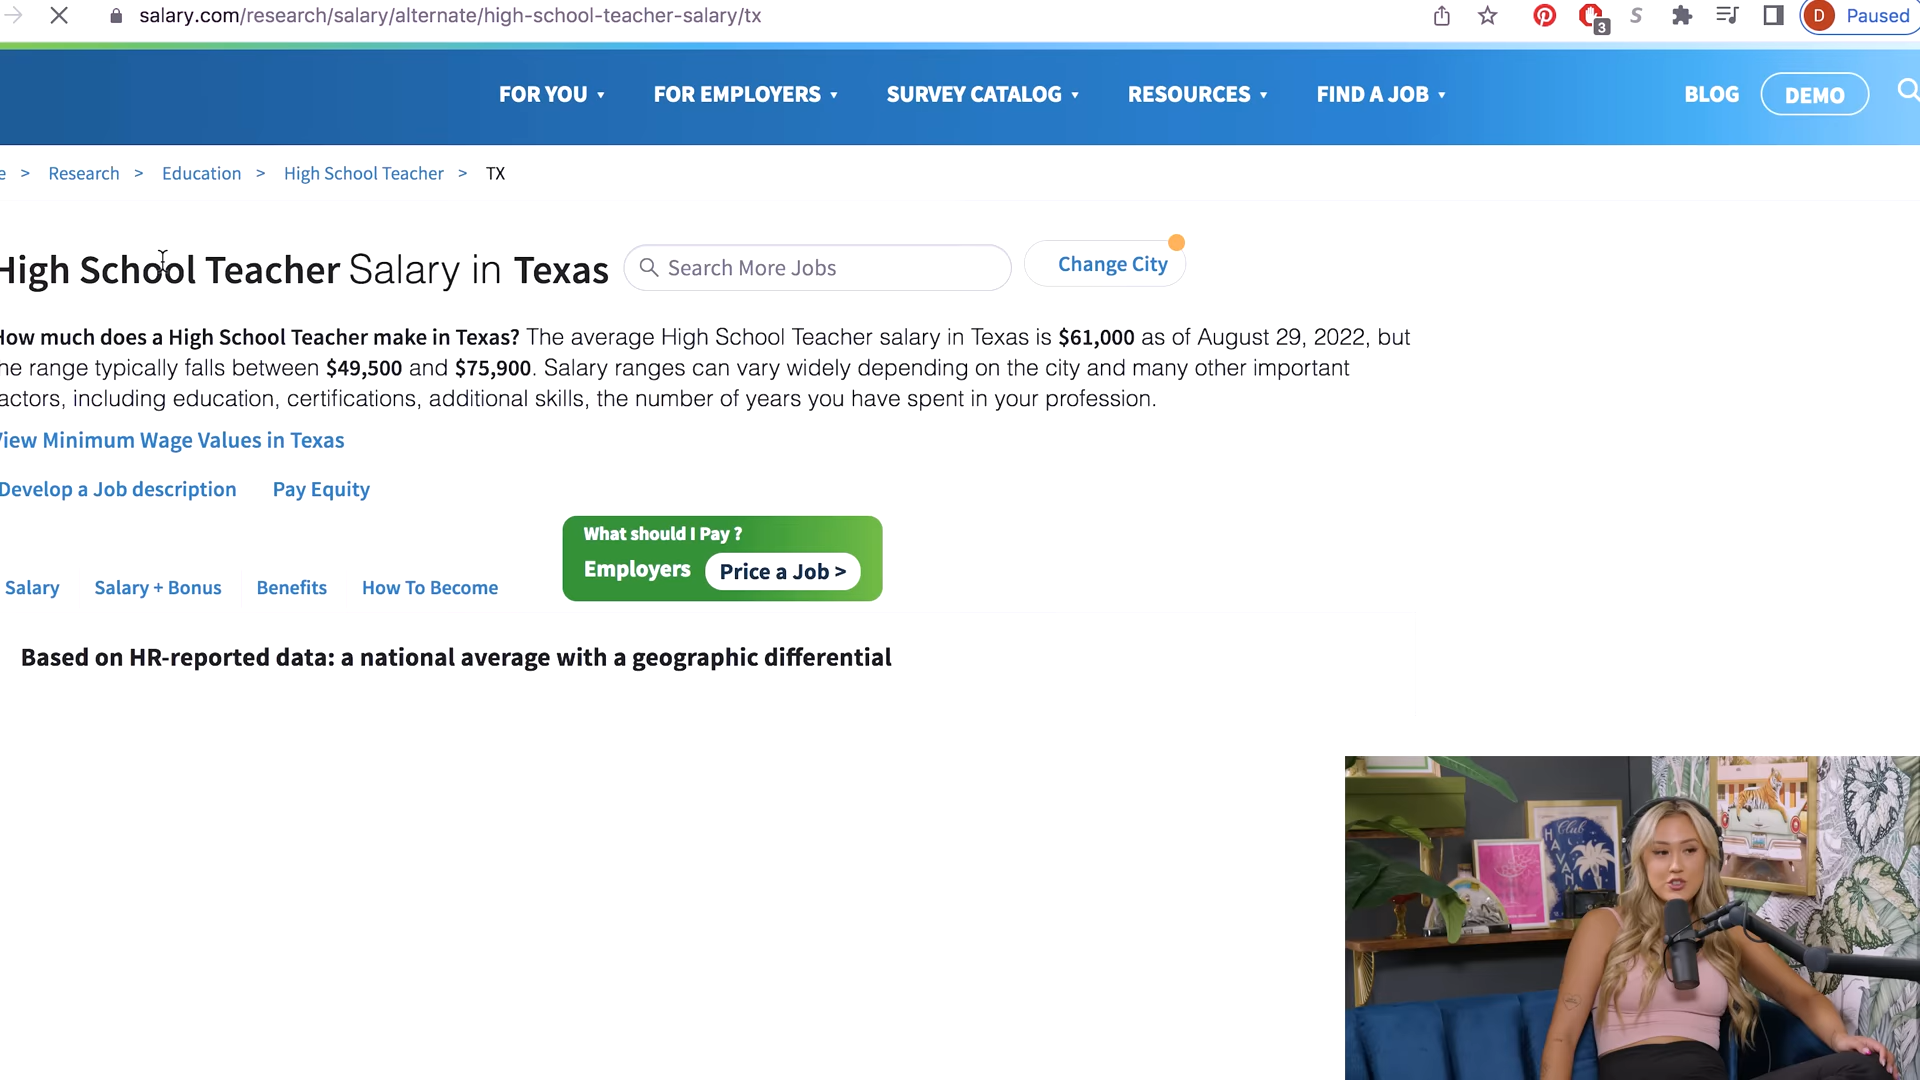 salary.com/research/salary/alternate/high-school-teacher-salary/tx
3
S
D Paused
FOR YOU
FOR EMPLOYERS
SURVEY CATALOG
RESOURCES
FIND A JOB
BLOG
DEMO
e > Research > Education > High School Teacher > TX
High School Teacher Salary in Texas
Search More Jobs
Change City
How much does a High School Teacher make in Texas? The average High School Teacher salary in Texas is $61,000 as of August 29, 2022, but
he range typically falls between $49,500 and $75,900. Salary ranges can vary widely depending on the city and many other important
actors, including education, certifications, additional skills, the number of years you have spent in your profession.
View Minimum Wage Values in Texas
Develop a Job description
Pay Equity
What should I Pay ?
Employers
Price a Job >
Salary
Salary + Bonus
Benefits
How To Become
Based on HR-reported data: a national average with a geographic differential
Club
HAVAN